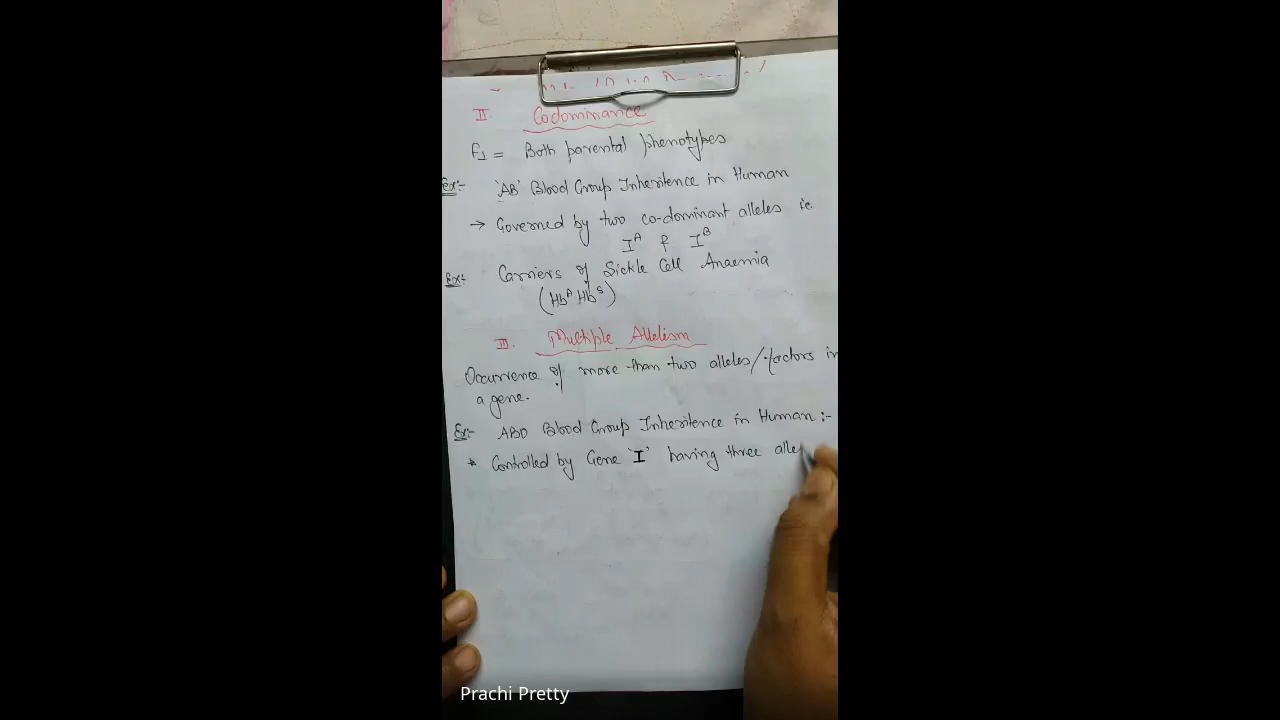 II. Codominance
F1 = Both parental phenotypes
Ex:- 'AB' Blood Group Inheritence in Human
→ Governed by two co-dominant alleles ie.
I^A & I^B
Ex:- Carriers of Sickle Cell Anaemia
(Hb^A Hb^S)
III. Multiple Allelism
Occurrence of more than two alleles/factors in
a gene.
Ex:- ABO Blood Group Inheritence in Human :-
* Controlled by Gene 'I' having three alle
Prachi Pretty